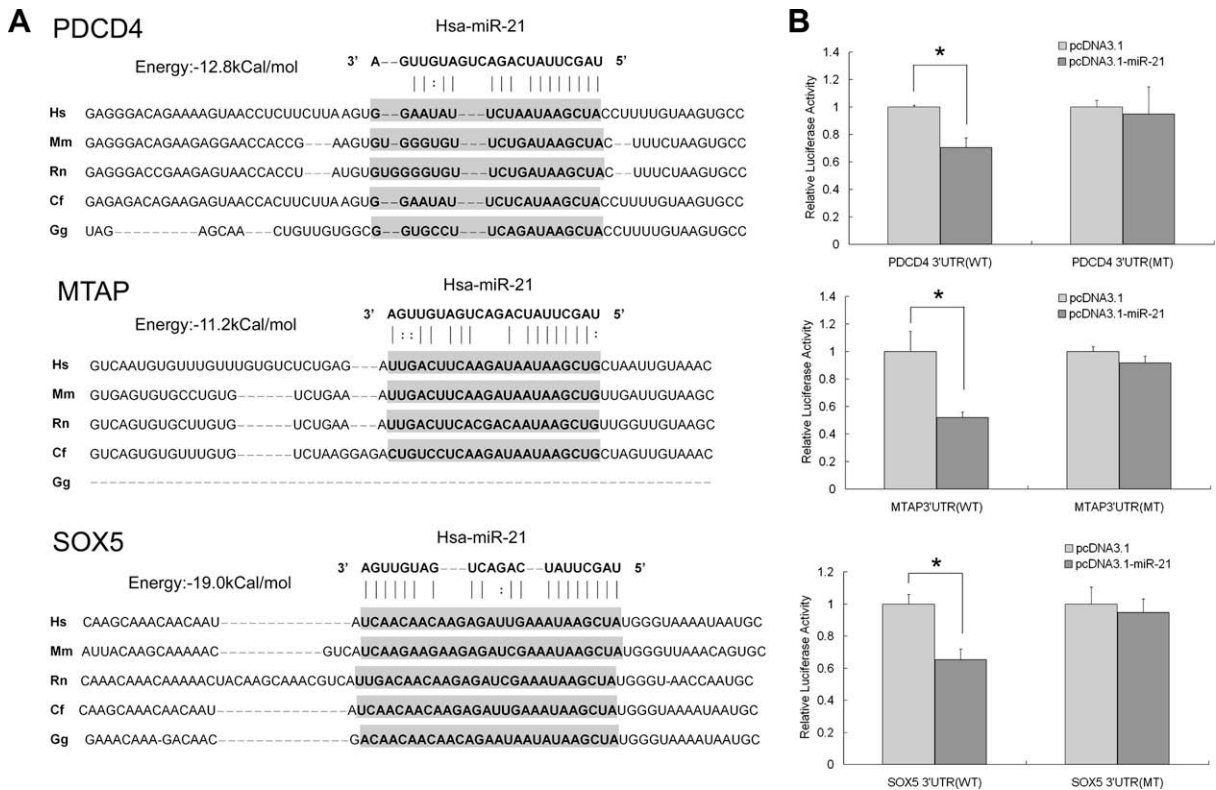 A
PDCD4
Hsa-miR-21
Energy:-12.8kCal/mol
3’ A--GUUGUAGUCAGACUAUUCGAU 5’
Hs GAGGGACAGAAAAGUAACCUCUUCUUAAGUGG--GAAUAU---UCUAAUAAGCUACCUUUUGUAAGUGCC
Mm GAGGGACAGAAGAGGAACCACCG---AAGUGU-GGGUGU---UCUGAUAAGCUAC--UUUCUAAGUGCC
Rn GAGGGACCGAAGAGUAACCACCU---AUGUGUGGGGUGU---UCUGAUAAGCUAC--UUUCUAAGUGCC
Cf GAGAGACAGAAGAGUAACCACUUCUUAAGUGG--GAAUAU---UCUCAUAAGCUACCUUUUGUAAGUGCC
Gg UAG---------AGCAA---CUGUUGUGGCG--GUGCCU---UCAGAUAAGCUACCUUUUGUAAGUGCC
MTAP
Hsa-miR-21
Energy:-11.2kCal/mol
3’ AGUUGUAGUCAGACUAUUCGAU 5’
Hs GUCAAUGUGUUUGUUUGUGUCUCUGAG---AUUGACUUCAAGAUAAUAAGCUGCUAAUUGUAAAC
Mm GUGAGUGUGCCUGUG------UCUGAA---AUUGACUUCAAGAUAAUAAGCUGUUGAUUGUAAGC
Rn GUCAGUGUGCUUGUG------UCUGAA---AUUGACUUCACGACAAUAAGCUGUUGGUUGUAAGC
Cf GUCAGUGUGUUUGUG------UCUAAGGAGACUGUCCUCAAGAUAAUAAGCUGCUAGUUGUAAAC
Gg -----------------------------------------------------------------
SOX5
Hsa-miR-21
Energy:-19.0kCal/mol
3’ AGUUGUAG---UCAGAC--UAUUCGAU 5’
Hs CAAGCAAACAACAAU--------------AUCAACAACAAGAGAUUGAAAUAAGCUAUGGGUAAAAUAAUGC
Mm AUUACAAGCAAAAAC-----------GUCAUCAAGAAGAAGAGAUCGAAAUAAGCUAUGGGUUAAACAGUGC
Rn CAAACAAACAAAAACUACAAGCAAACGUCAUUGACAACAAGAGAUCGAAAUAAGCUAUGGGU-AACCAAUGC
Cf CAAGCAAACAACAAU--------------AUCAACAACAAGAGAUUGAAAUAAGCUAUGGGUAAAAUAAUGC
Gg GAAACAAA-GACAAC--------------GACAACAACAACAGAAUAAUAUAAGCUAUGGGUAAAAUAAUGC
B
Relative Luciferase Activity
1.4
1.2
1
0.8
0.6
0.4
0.2
0
*
pcDNA3.1
pcDNA3.1-miR-21
PDCD4 3'UTR(WT) PDCD4 3'UTR(MT)
Relative Luciferase Activity
1.4
1.2
1
0.8
0.6
0.4
0.2
0
*
pcDNA3.1
pcDNA3.1-miR-21
MTAP3'UTR(WT) MTAP3'UTR(MT)
Relative Luciferase Activity
1.2
1
0.8
0.6
0.4
0.2
0
*
pcDNA3.1
pcDNA3.1-miR-21
SOX5 3'UTR(WT) SOX5 3'UTR(MT)